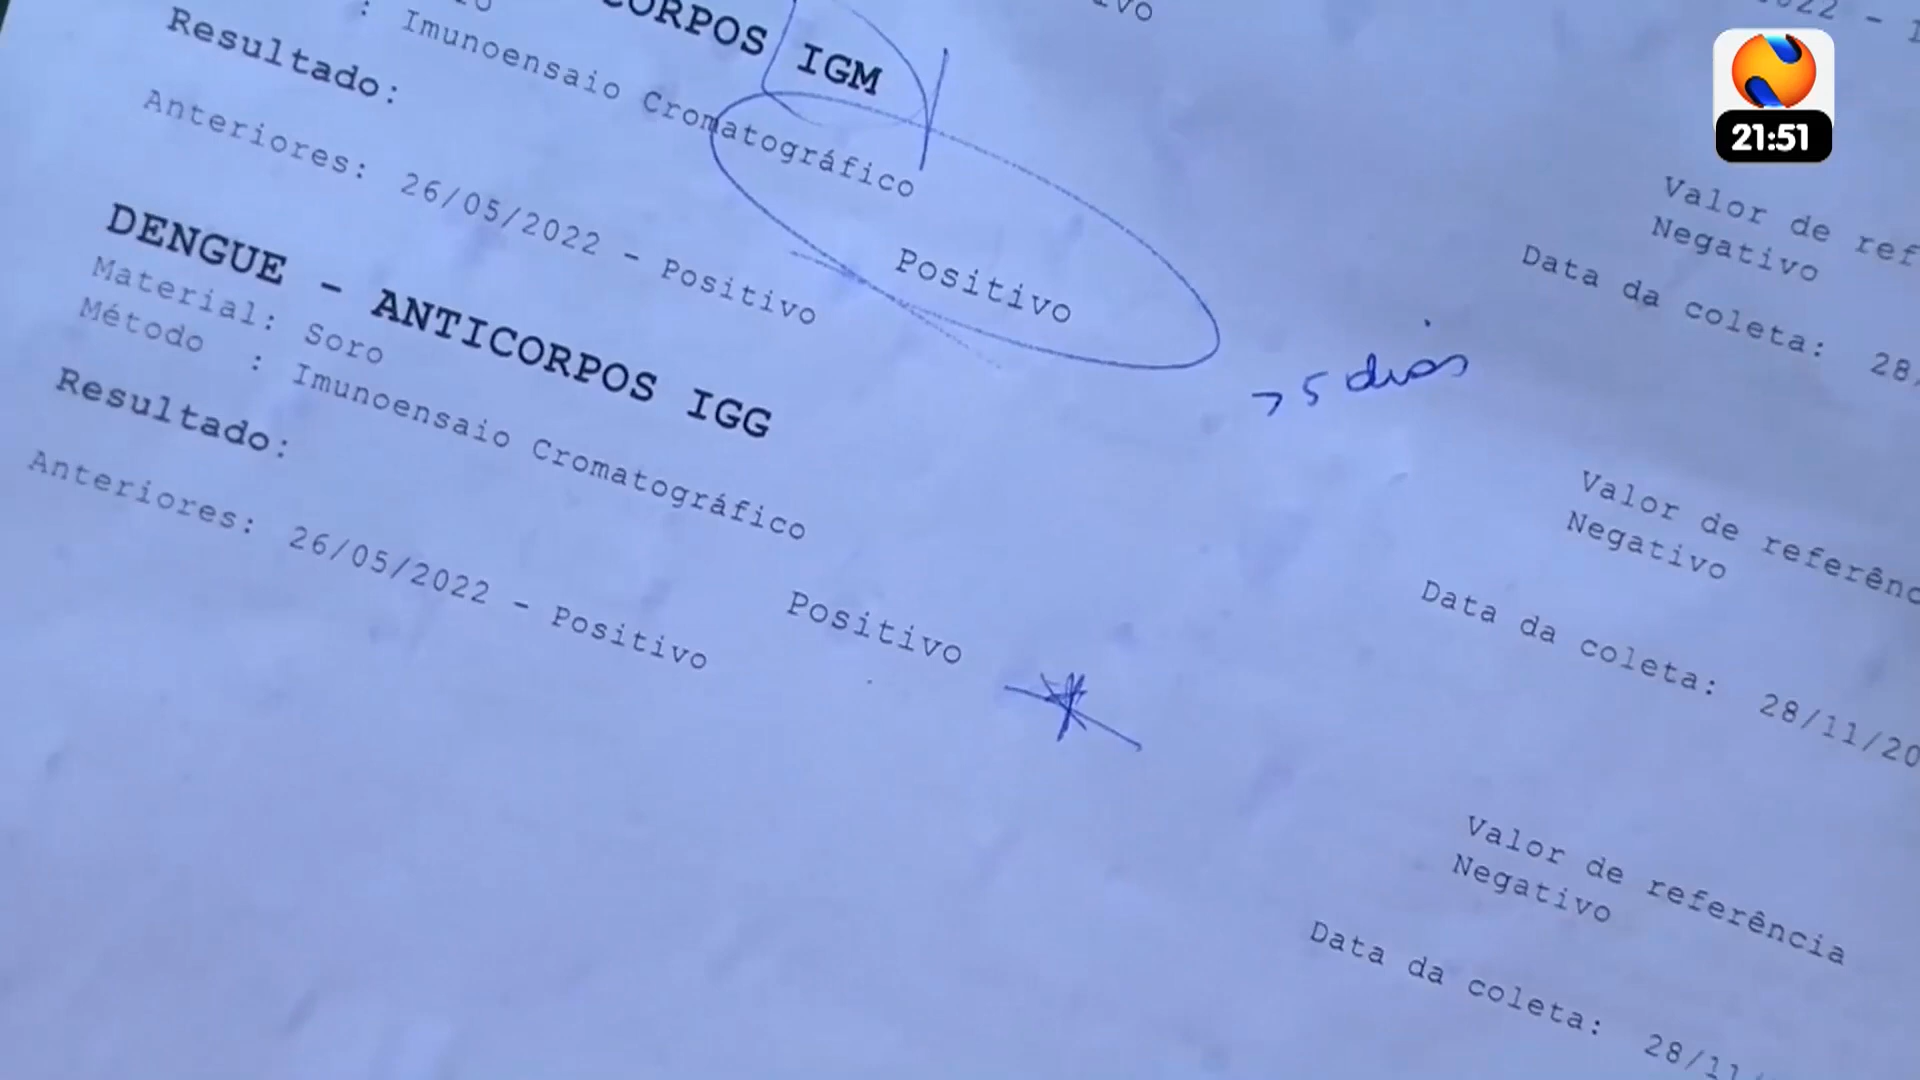 CORPOS IGM
: Imunoensaio Cromatográfico
Resultado:
Positivo
Anteriores: 26/05/2022 - Positivo
Valor de ref
Negativo
Data da coleta: 28
DENGUE - ANTICORPOS IGG
Material: Soro
Método : Imunoensaio Cromatográfico
Resultado:
Positivo
Anteriores: 26/05/2022 - Positivo
5 dias
Valor de referênc
Negativo
Data da coleta: 28/11/20
Valor de referência
Negativo
Data da coleta: 28/11
21:51